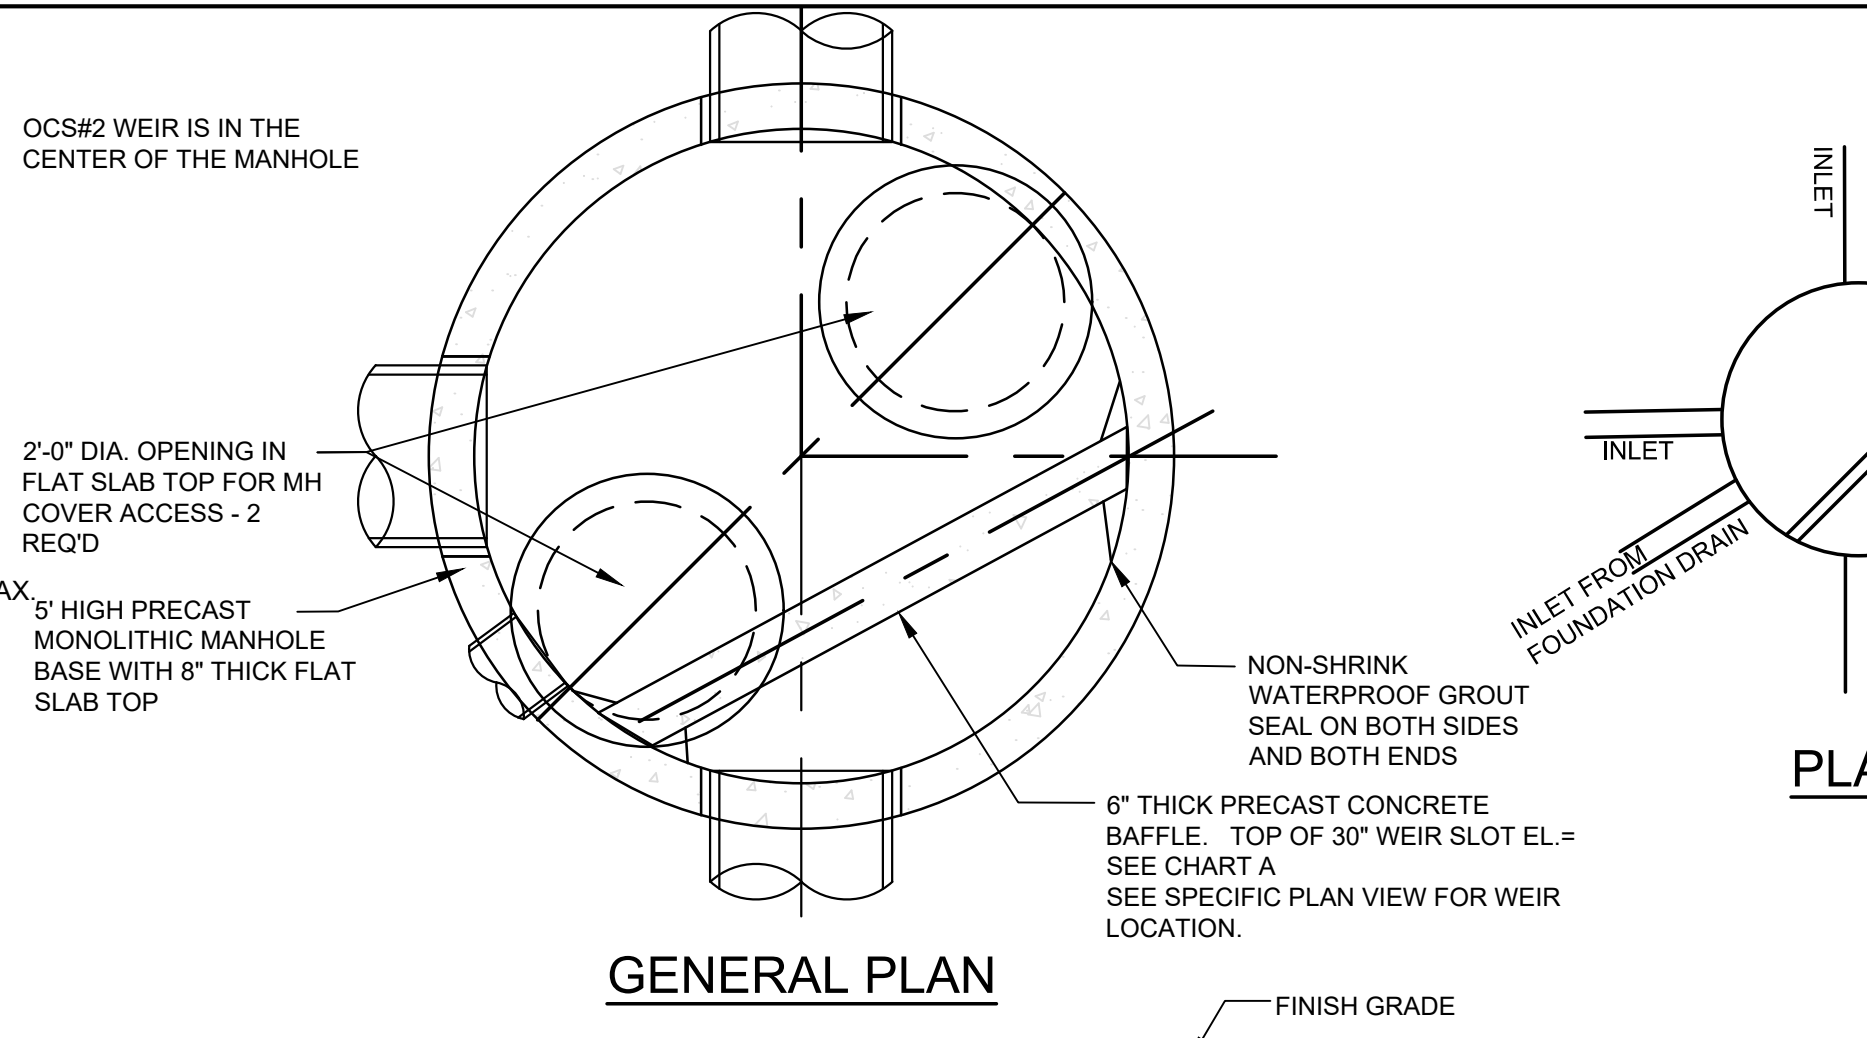 OCS#2 WEIR IS IN THE
CENTER OF THE MANHOLE
2'-0" DIA. OPENING IN
FLAT SLAB TOP FOR MH
COVER ACCESS - 2
REQ'D
AX.
5' HIGH PRECAST
MONOLITHIC MANHOLE
BASE WITH 8" THICK FLAT
SLAB TOP
NON-SHRINK
WATERPROOF GROUT
SEAL ON BOTH SIDES
AND BOTH ENDS
6" THICK PRECAST CONCRETE
BAFFLE. TOP OF 30" WEIR SLOT EL.=
SEE CHART A
SEE SPECIFIC PLAN VIEW FOR WEIR
LOCATION.
GENERAL PLAN
FINISH GRADE
INLET
INLET
INLET FROM
FOUNDATION DRAIN
PLA